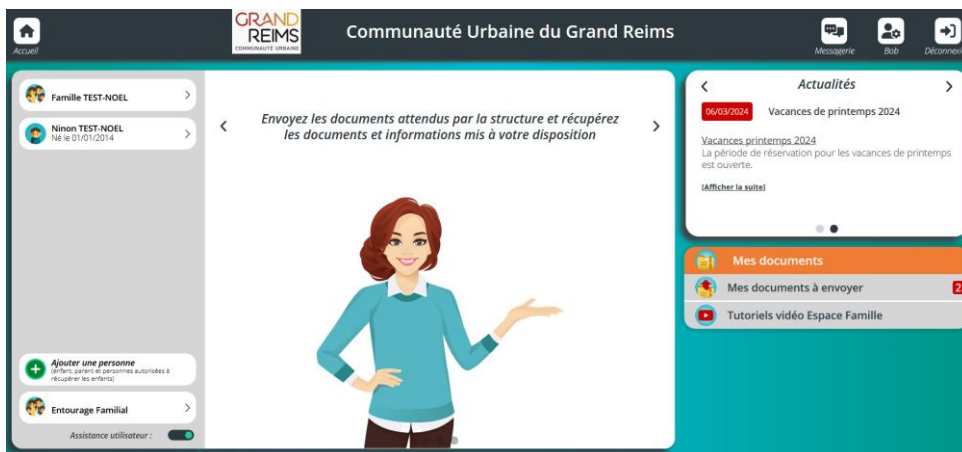 Accueil
GRAND
REIMS
COMMUNAUTÉ URBAINE
Communauté Urbaine du Grand Reims
Messagerie
Bob
Déconnexi
Famille TEST-NOEL
Ninon TEST-NOEL
Né le 01/01/2014
Ajouter une personne
(enfant, parent et personnes autorisées à
récupérer les enfants)
Entourage Familial
Assistance utilisateur :
Envoyez les documents attendus par la structure et récupérez
les documents et informations mis à votre disposition
Actualités
06/03/2024 Vacances de printemps 2024
Vacances printemps 2024
La période de réservation pour les vacances de printemps
est ouverte.
[Afficher la suite]
Mes documents
Mes documents à envoyer 2
Tutoriels vidéo Espace Famille